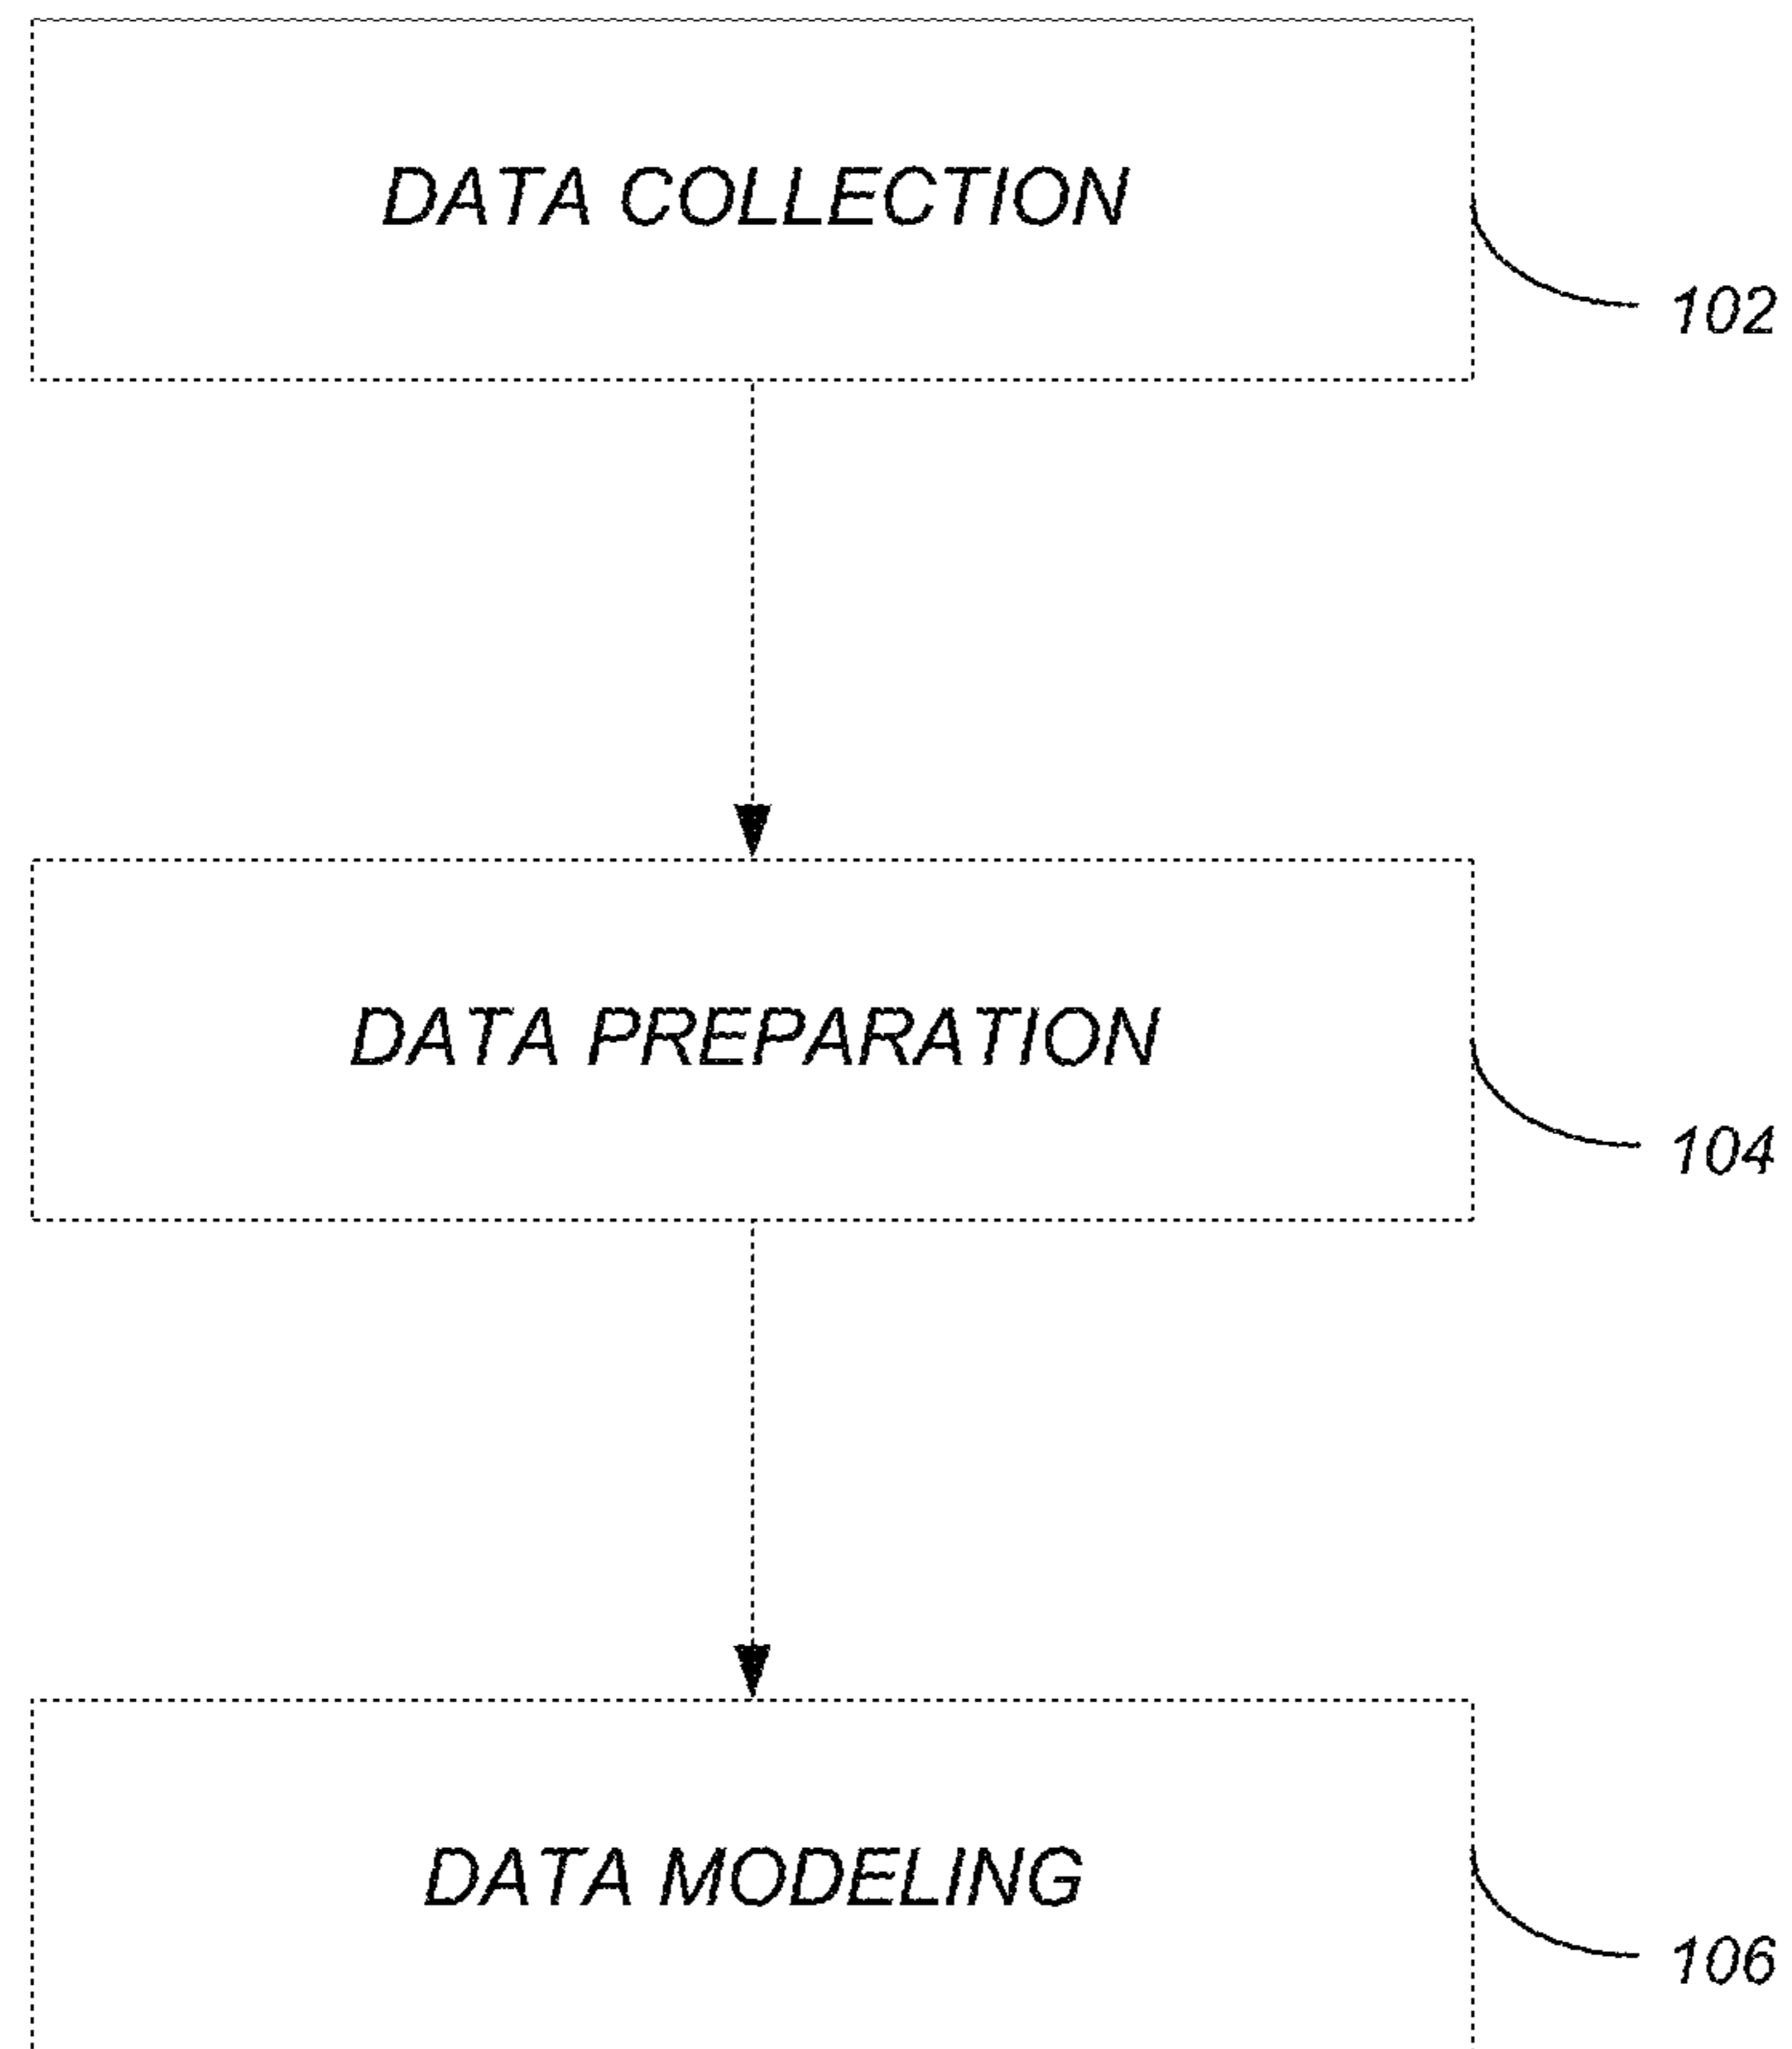 DATA COLLECTION
102
DATA PREPARATION
104
DATA MODELING
106